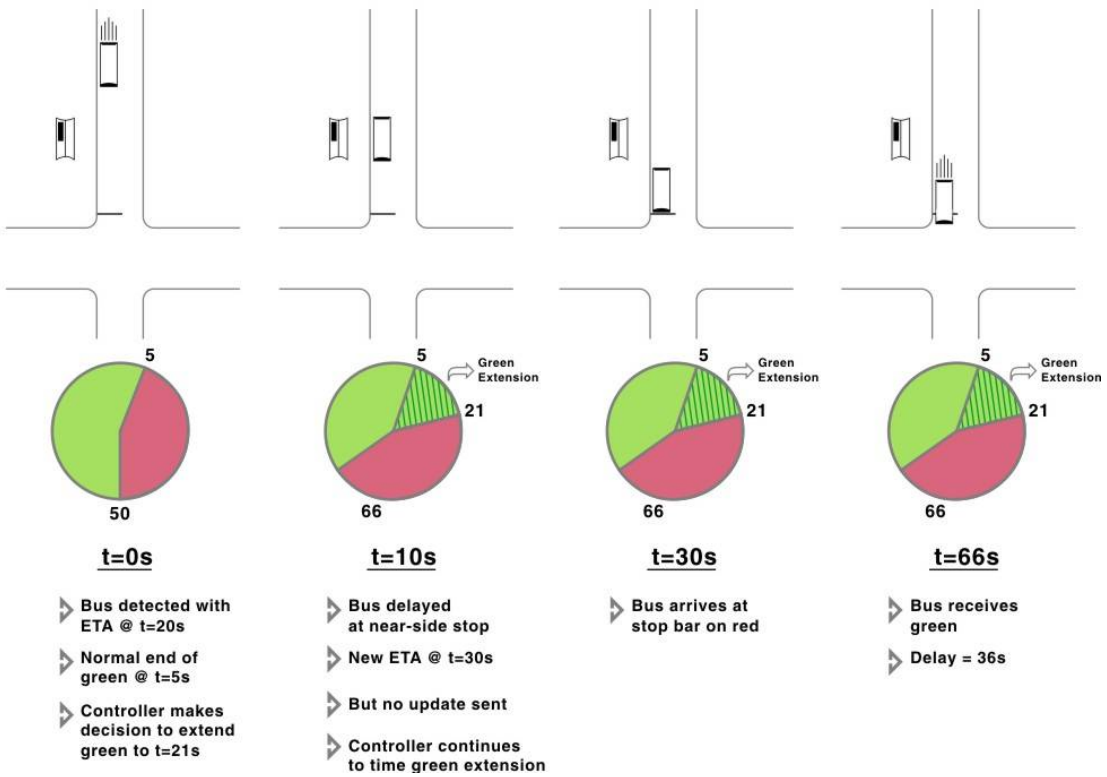 5
50
t=0s
Bus detected with
ETA @ t=20s
Normal end of
green @ t=5s
Controller makes
decision to extend
green to t=21s
5
Green
Extension
21
66
t=10s
Bus delayed
at near-side stop
New ETA @ t=30s
But no update sent
Controller continues
to time green extension
5
Green
Extension
21
66
t=30s
Bus arrives at
stop bar on red
5
Green
Extension
21
66
t=66s
Bus receives
green
Delay = 36s